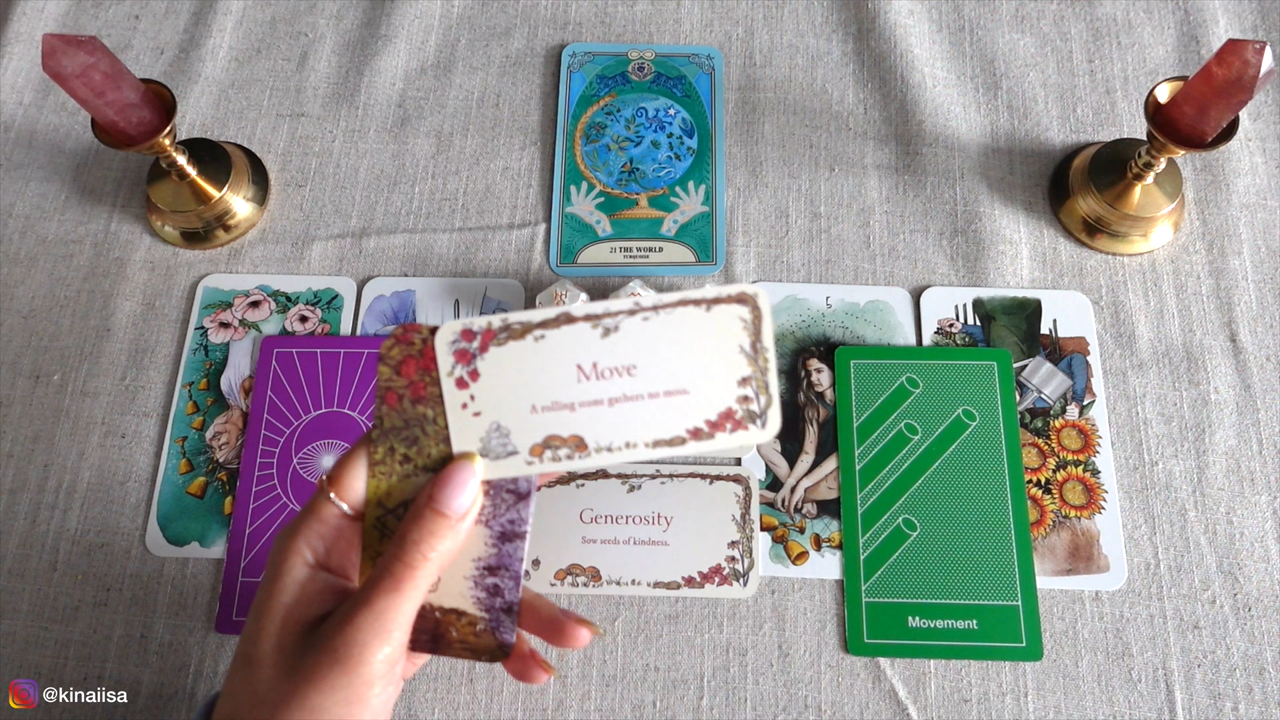 21 THE WORLD
TURQUOISE
5
Move
A rolling stone gathers no moss.
Generosity
Sow seeds of kindness.
Movement
@kinaiisa